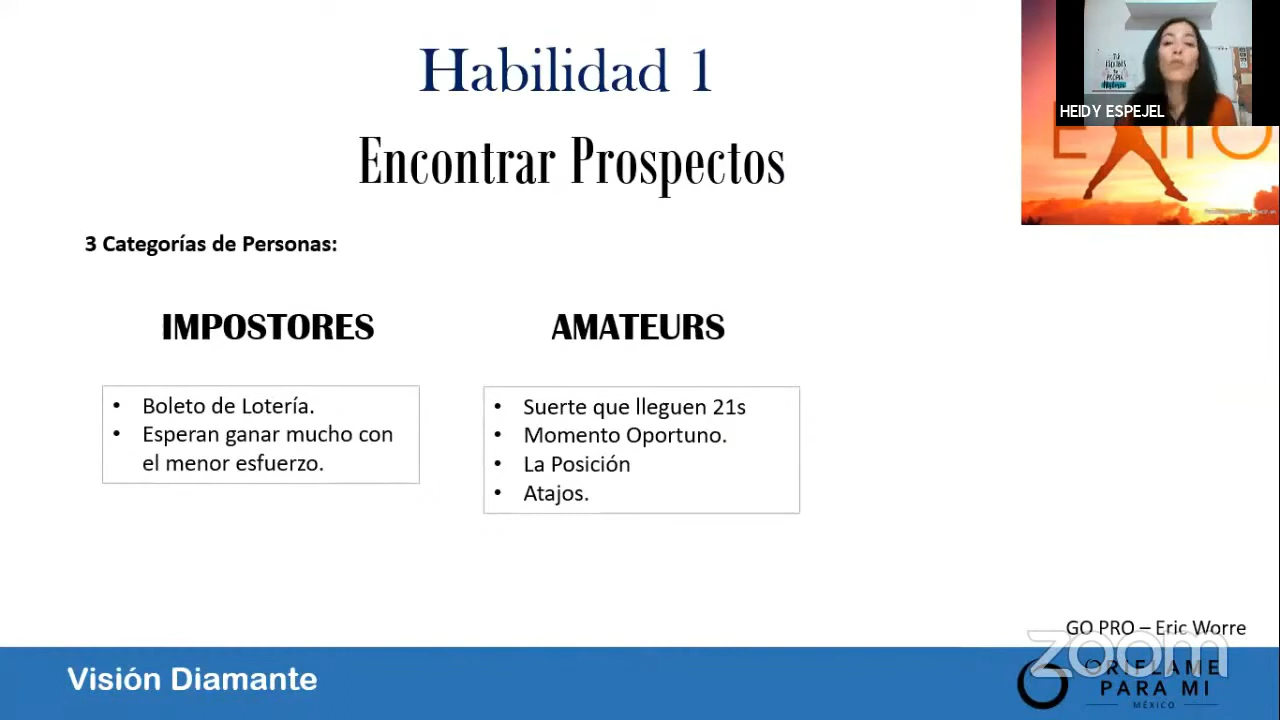 Habilidad 1
Encontrar Prospectos
HEIDY ESPEJEL
ÉXITO
3 Categorías de Personas:
IMPOSTORES
• Boleto de Lotería.
• Esperan ganar mucho con
el menor esfuerzo.
AMATEURS
• Suerte que lleguen 21s
• Momento Oportuno.
• La Posición
• Atajos.
GO PRO – Eric Worre
zoom
Visión Diamante
ORIFLAME
PARA MI
MÉXICO